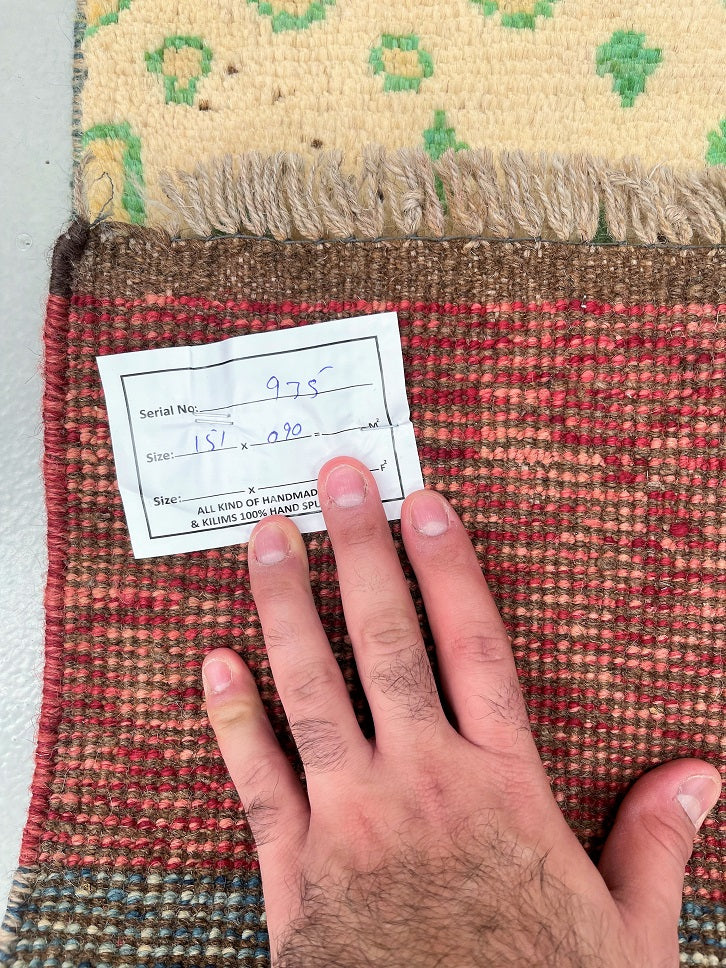 Serial No: 975
Size: 151 x 090 = M²
Size: x F²
ALL KIND OF HANDMAD
& KILIMS 100% HAND SPU